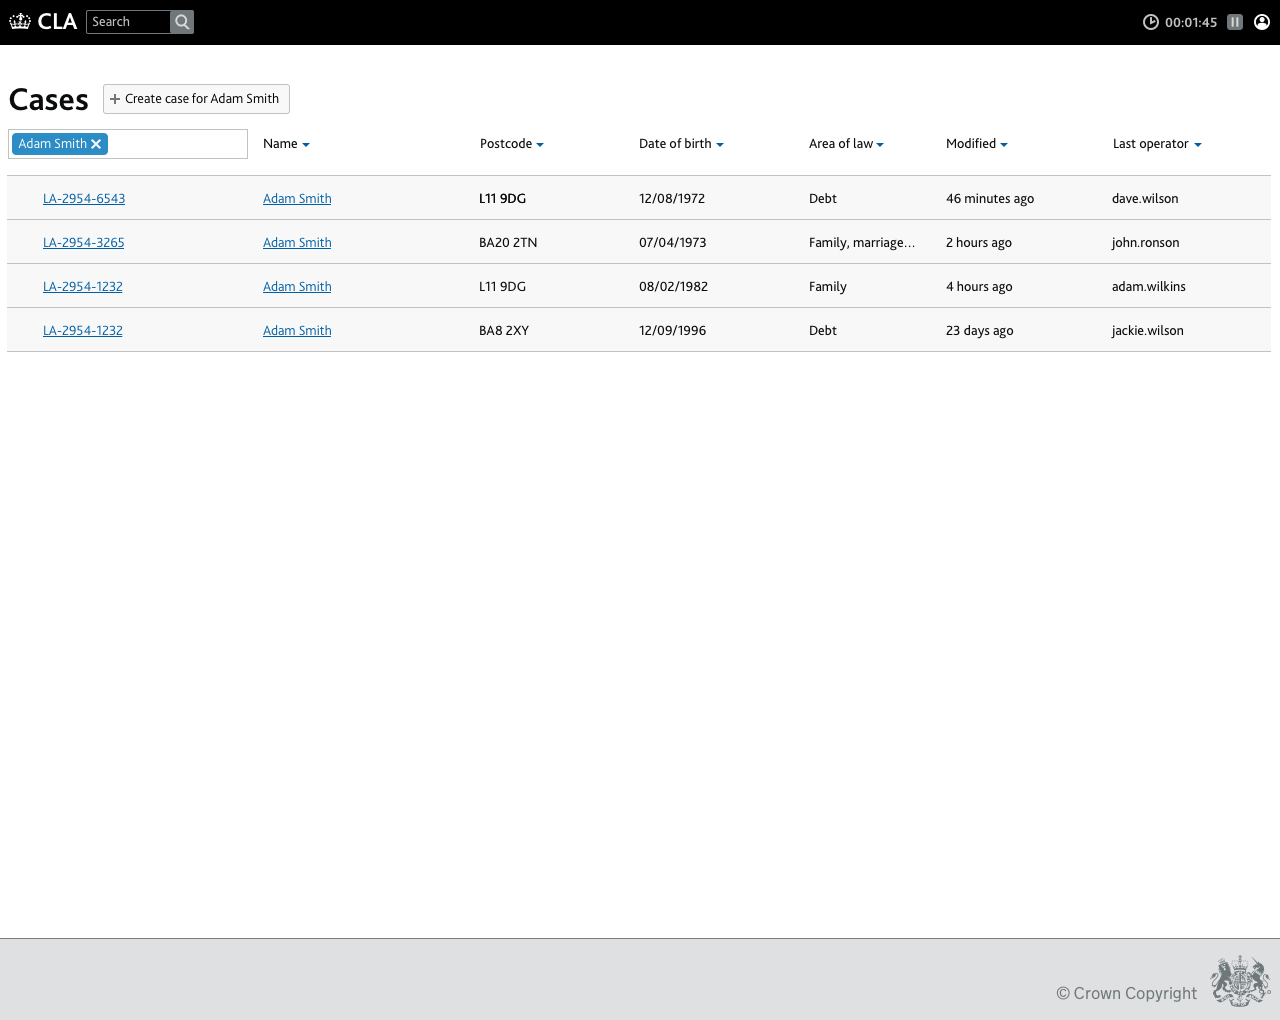 CLA Search 00:01:45
Cases Create case for Adam Smith
Adam Smith Name Postcode Date of birth Area of law Modified Last operator
LA-2954-6543 Adam Smith L11 9DG 12/08/1972 Debt 46 minutes ago dave.wilson
LA-2954-3265 Adam Smith BA20 2TN 07/04/1973 Family, marriage... 2 hours ago john.ronson
LA-2954-1232 Adam Smith L11 9DG 08/02/1982 Family 4 hours ago adam.wilkins
LA-2954-1232 Adam Smith BA8 2XY 12/09/1996 Debt 23 days ago jackie.wilson
© Crown Copyright